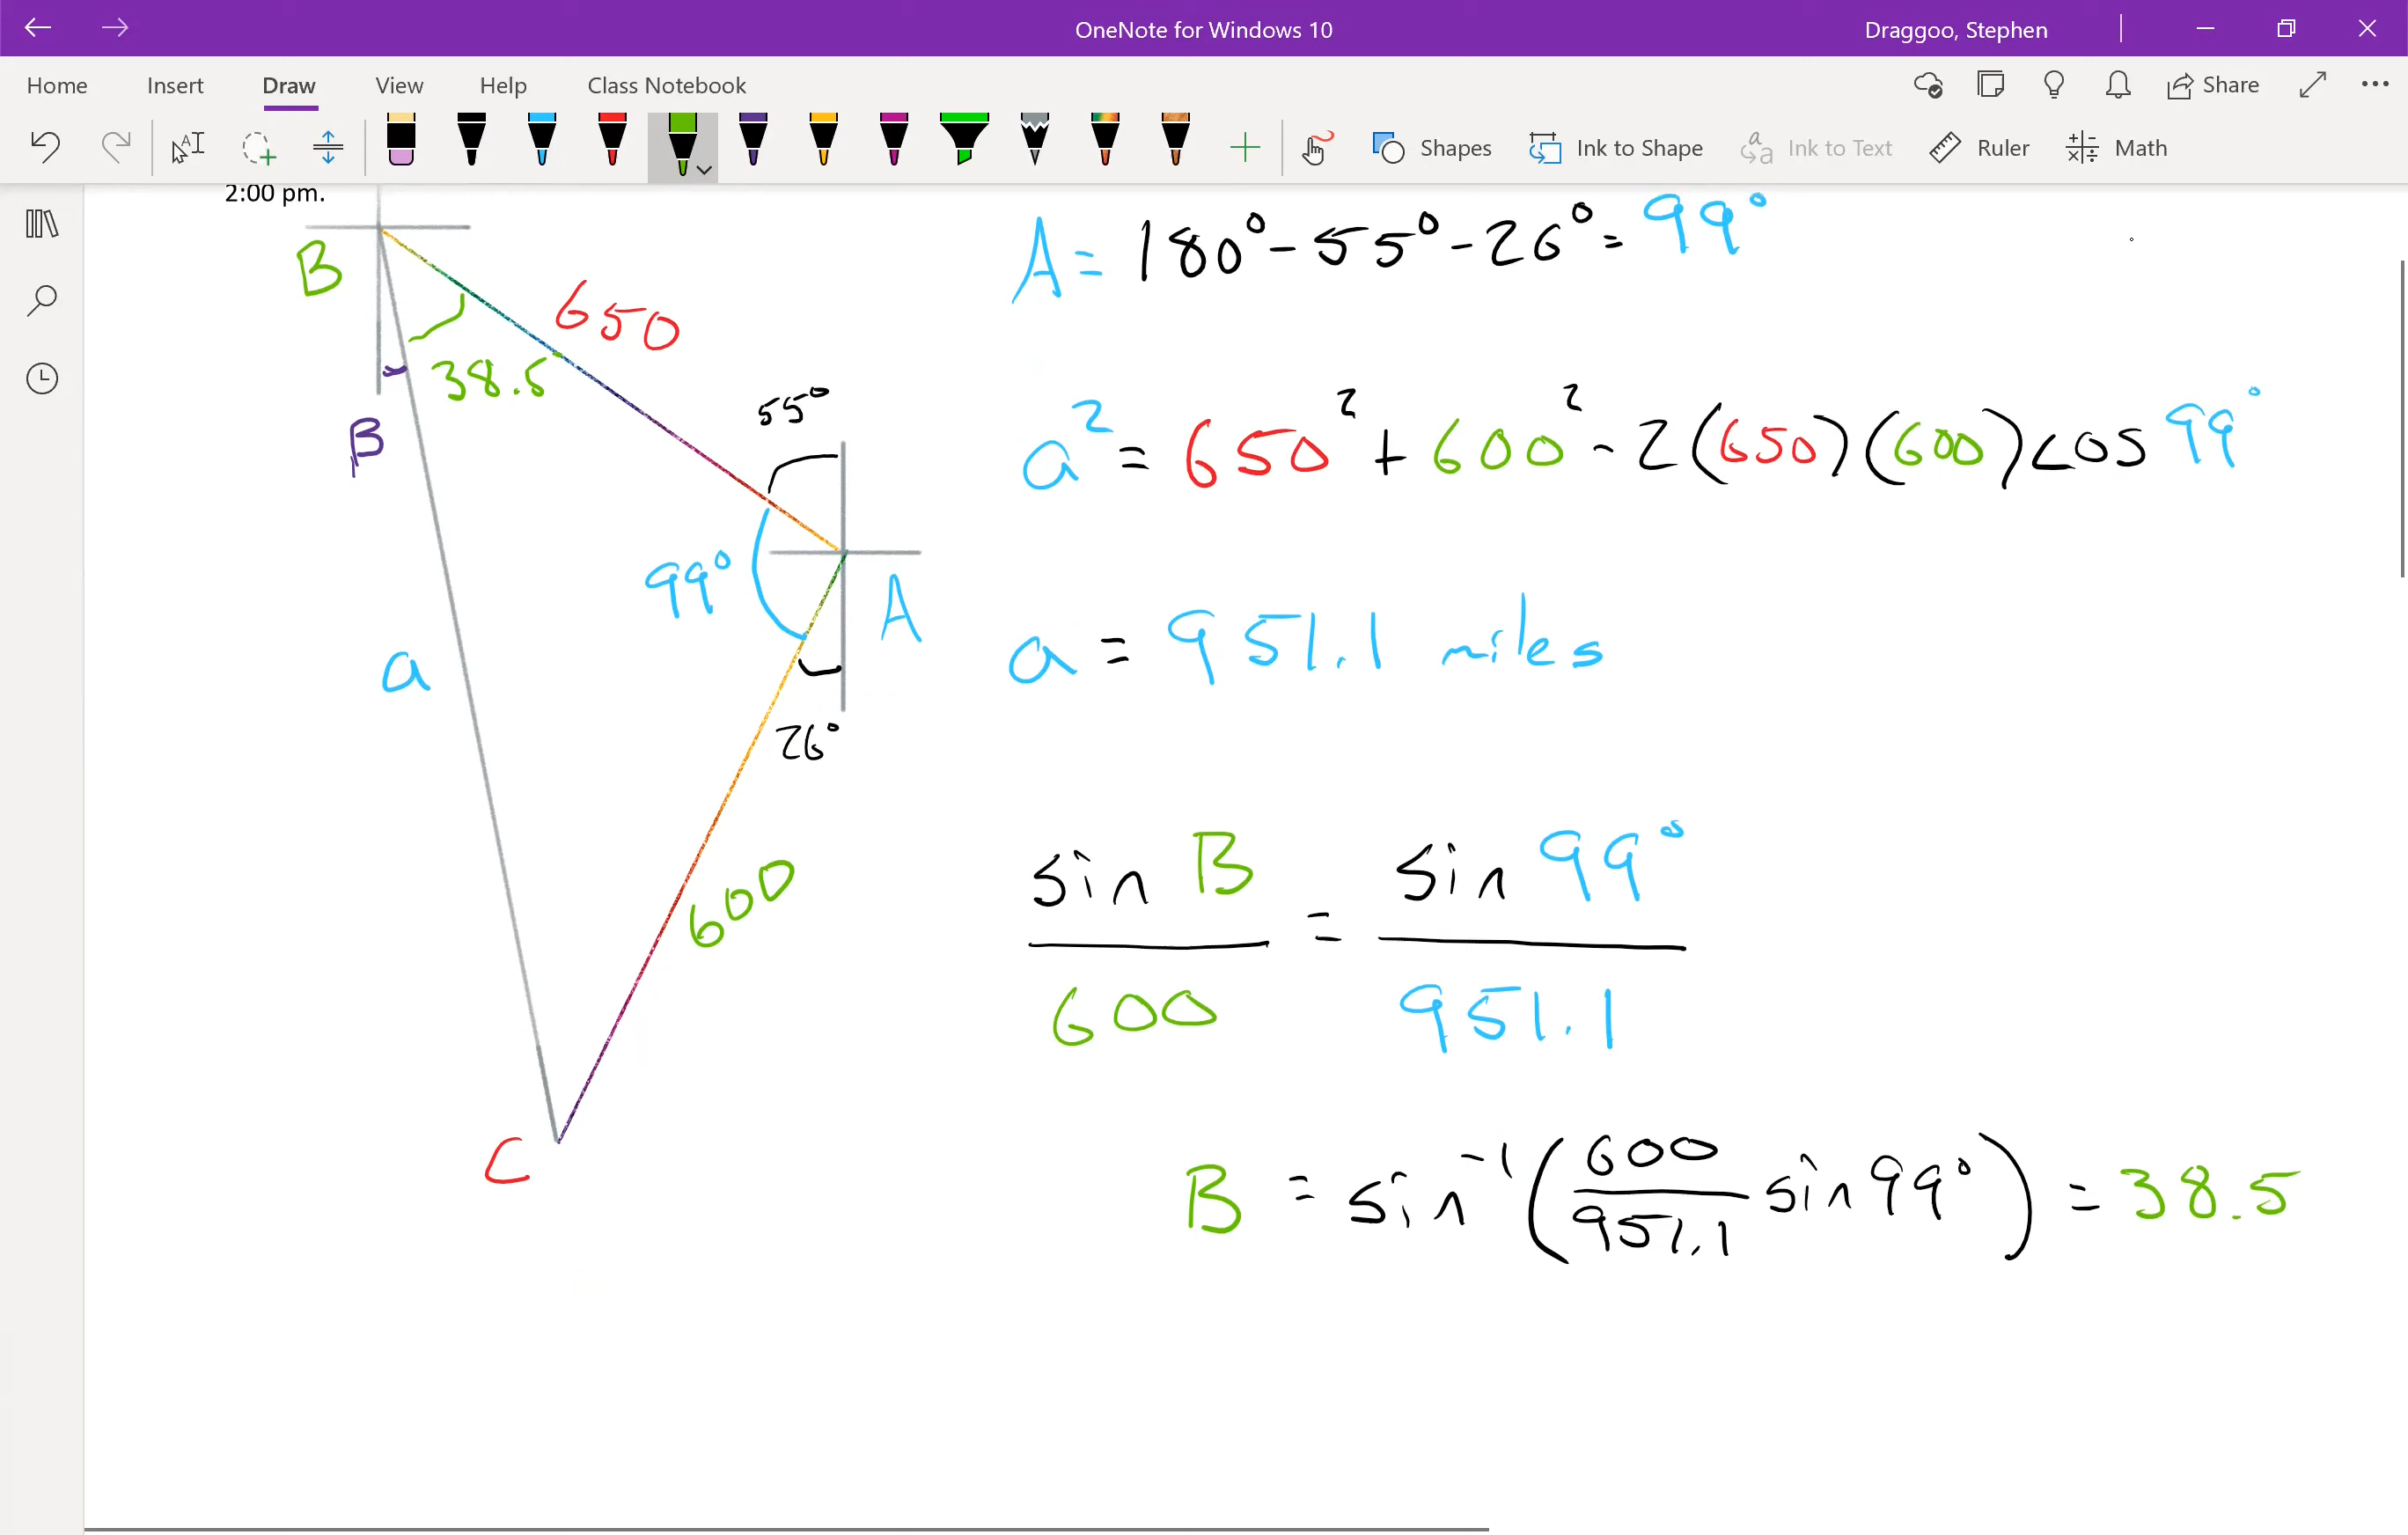 OneNote for Windows 10
Draggoo, Stephen
Home Insert Draw View Help Class Notebook
Share
Shapes Ink to Shape Ink to Text Ruler Math
2:00 pm.
B
650
38.5
β
55°
99°
A
a
26°
600
C
A = 180° - 55° - 26° = 99°
a² = 650² + 600² - 2(650)(600)cos 99°
a = 951.1 miles
sin B / 600 = sin 99° / 951.1
B = sin⁻¹(600/951.1 sin 99°) = 38.5